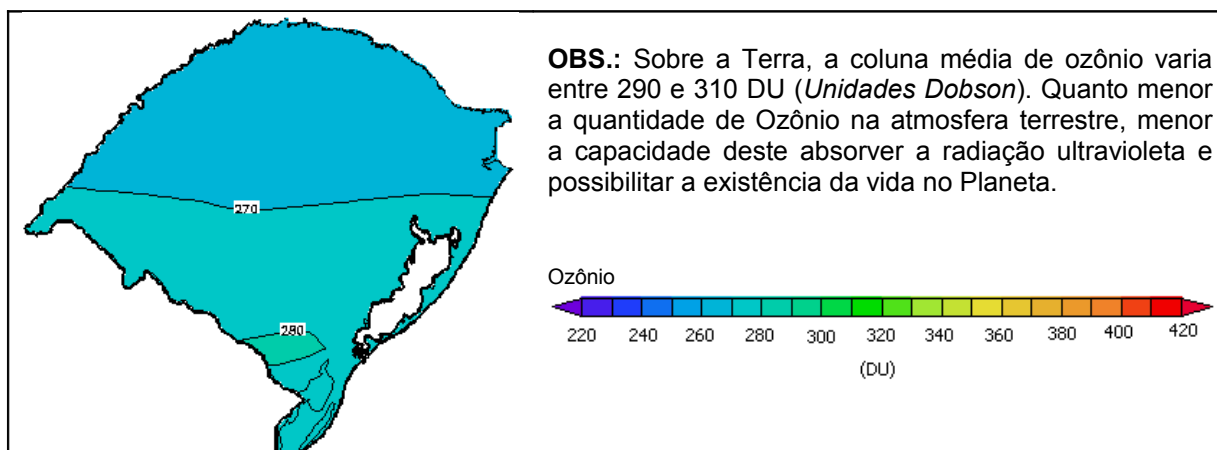 OBS.: Sobre a Terra, a coluna média de ozônio varia
entre 290 e 310 DU (Unidades Dobson). Quanto menor
a quantidade de Ozônio na atmosfera terrestre, menor
a capacidade deste absorver a radiação ultravioleta e
possibilitar a existência da vida no Planeta.
270
280
Ozônio
220 240 260 280 300 320 340 360 380 400 420
(DU)